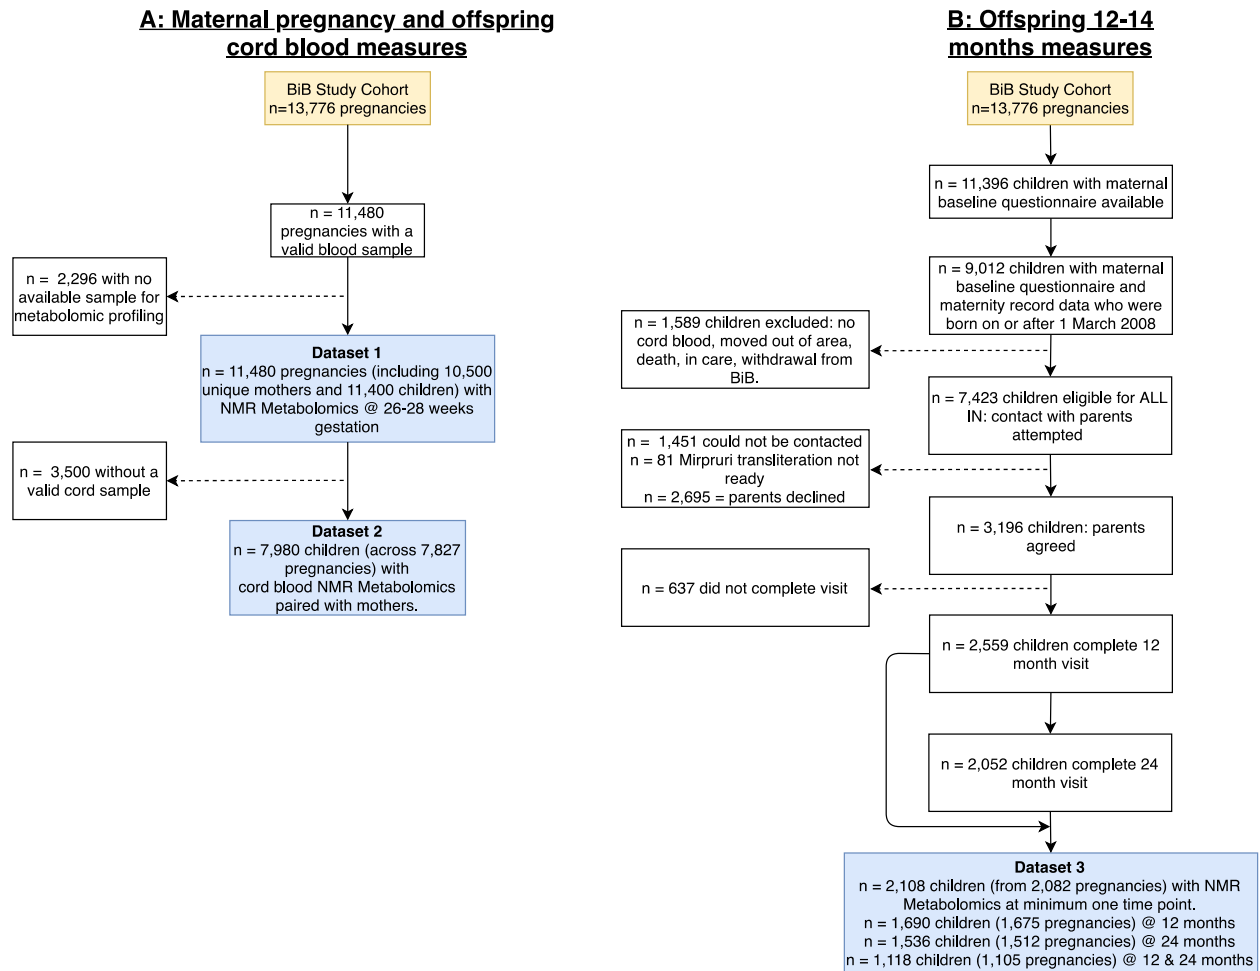 A: Maternal pregnancy and offspring
cord blood measures
BiB Study Cohort
n=13,776 pregnancies
n = 11,480
pregnancies with a
valid blood sample
n =  2,296 with no
available sample for
metabolomic profiling
Dataset 1
n = 11,480 pregnancies (including 10,500
unique mothers and 11,400 children) with
NMR Metabolomics @ 26-28 weeks
gestation
n =  3,500 without a
valid cord sample
Dataset 2
n = 7,980 children (across 7,827
pregnancies) with
cord blood NMR Metabolomics
paired with mothers.
B: Offspring 12-14
months measures
BiB Study Cohort
n=13,776 pregnancies
n = 11,396 children with maternal
baseline questionnaire available
n = 9,012 children with maternal
baseline questionnaire and
maternity record data who were
born on or after 1 March 2008
n = 1,589 children excluded: no
cord blood, moved out of area,
death, in care, withdrawal from
BiB.
n = 7,423 children eligible for ALL
IN: contact with parents
attempted
n =  1,451 could not be contacted
n = 81 Mirpruri transliteration not
ready
n = 2,695 = parents declined
n = 3,196 children: parents
agreed
n = 637 did not complete visit
n = 2,559 children complete 12
month visit
n = 2,052 children complete 24
month visit
Dataset 3
n = 2,108 children (from 2,082 pregnancies) with NMR
Metabolomics at minimum one time point.
n = 1,690 children (1,675 pregnancies) @ 12 months
n = 1,536 children (1,512 pregnancies) @ 24 months
n = 1,118 children (1,105 pregnancies) @ 12 & 24 months